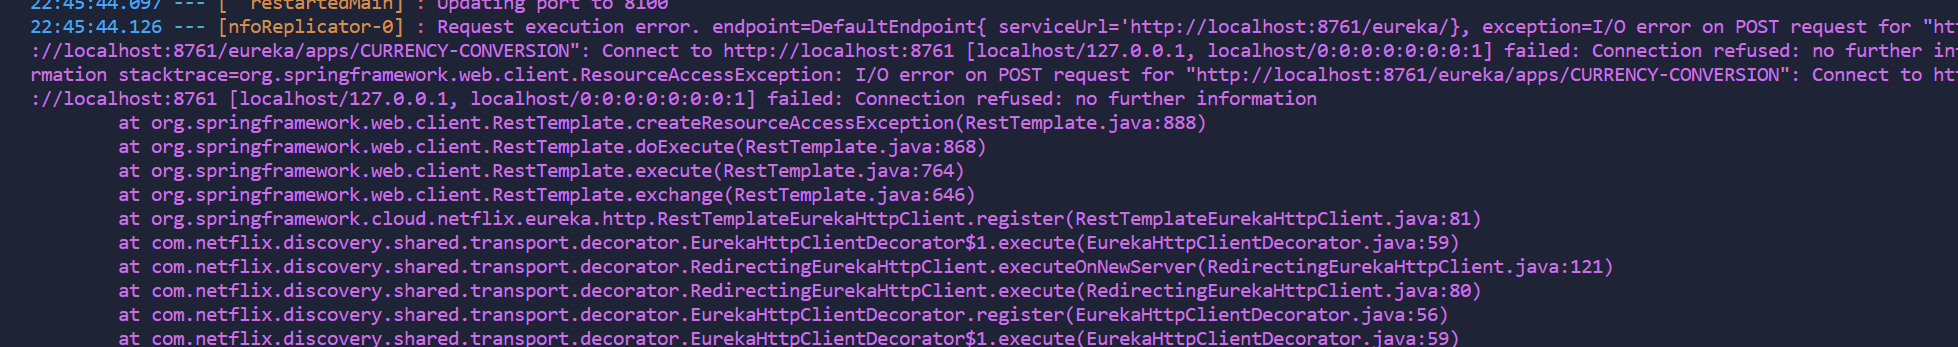 22:45:44.097 --- [  restartedMain] : Updating port to 8100
22:45:44.126 --- [nfoReplicator-0] : Request execution error. endpoint=DefaultEndpoint{ serviceUrl='http://localhost:8761/eureka/}, exception=I/O error on POST request for "htt
://localhost:8761/eureka/apps/CURRENCY-CONVERSION": Connect to http://localhost:8761 [localhost/127.0.0.1, localhost/0:0:0:0:0:0:0:1] failed: Connection refused: no further in
rmation stacktrace=org.springframework.web.client.ResourceAccessException: I/O error on POST request for "http://localhost:8761/eureka/apps/CURRENCY-CONVERSION": Connect to htt
://localhost:8761 [localhost/127.0.0.1, localhost/0:0:0:0:0:0:0:1] failed: Connection refused: no further information
at org.springframework.web.client.RestTemplate.createResourceAccessException(RestTemplate.java:888)
at org.springframework.web.client.RestTemplate.doExecute(RestTemplate.java:868)
at org.springframework.web.client.RestTemplate.execute(RestTemplate.java:764)
at org.springframework.web.client.RestTemplate.exchange(RestTemplate.java:646)
at org.springframework.cloud.netflix.eureka.http.RestTemplateEurekaHttpClient.register(RestTemplateEurekaHttpClient.java:81)
at com.netflix.discovery.shared.transport.decorator.EurekaHttpClientDecorator$1.execute(EurekaHttpClientDecorator.java:59)
at com.netflix.discovery.shared.transport.decorator.RedirectingEurekaHttpClient.executeOnNewServer(RedirectingEurekaHttpClient.java:121)
at com.netflix.discovery.shared.transport.decorator.RedirectingEurekaHttpClient.execute(RedirectingEurekaHttpClient.java:80)
at com.netflix.discovery.shared.transport.decorator.EurekaHttpClientDecorator.register(EurekaHttpClientDecorator.java:56)
at com.netflix.discovery.shared.transport.decorator.EurekaHttpClientDecorator$1.execute(EurekaHttpClientDecorator.java:59)